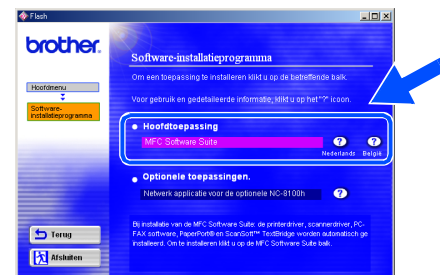 Flash
brother.
Software-installatieprogramma
Om een toepassing te installeren klikt u op de betreffende balk.
Voor gebruik en gedetailleerde informatie, klikt u op het"?" icoon.
Hoofdmenu
Software-
installatieprogramma
Hoofdtoepassing
MFC Software Suite
?
?
Nederlands
België
Optionele toepassingen.
Netwerk applicatie voor de optionele NC-8100h
?
Bij installatie van de MFC Software Suite: de printerdriver, scannerdriver, PC-
FAX software, PaperPort® en ScanSoft™ TextBridge worden automatisch ge
installeerd. Om te installeren klikt u op de MFC Software Suite balk.
Terug
Afsluiten